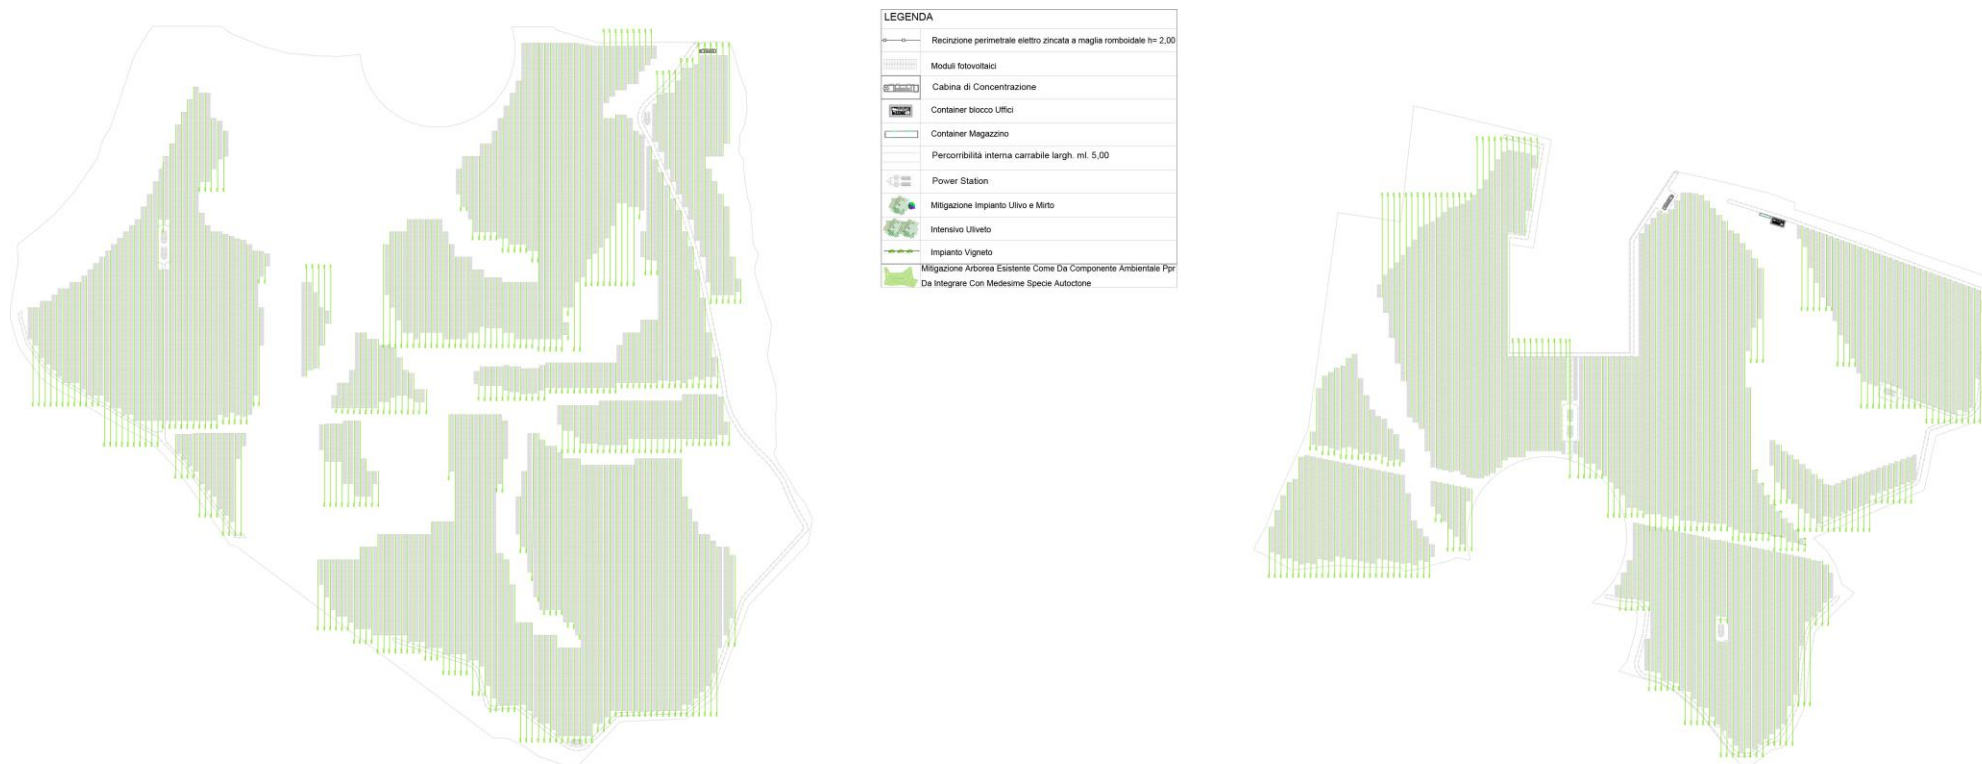 LEGENDA
Recinzione perimetrale elettro zincata a maglia romboidale h= 2,00
Moduli fotovoltaici
Cabina di Concentrazione
Container blocco Uffici
Container Magazzino
Percorribilità interna carrabile largh. ml. 5,00
Power Station
Mitigazione Impianto Ulivo e Mirto
Intensivo Uliveto
Impianto Vigneto
Mitigazione Arborea Esistente Come Da Componente Ambientale Ppr
Da Integrare Con Medesime Specie Autoctone